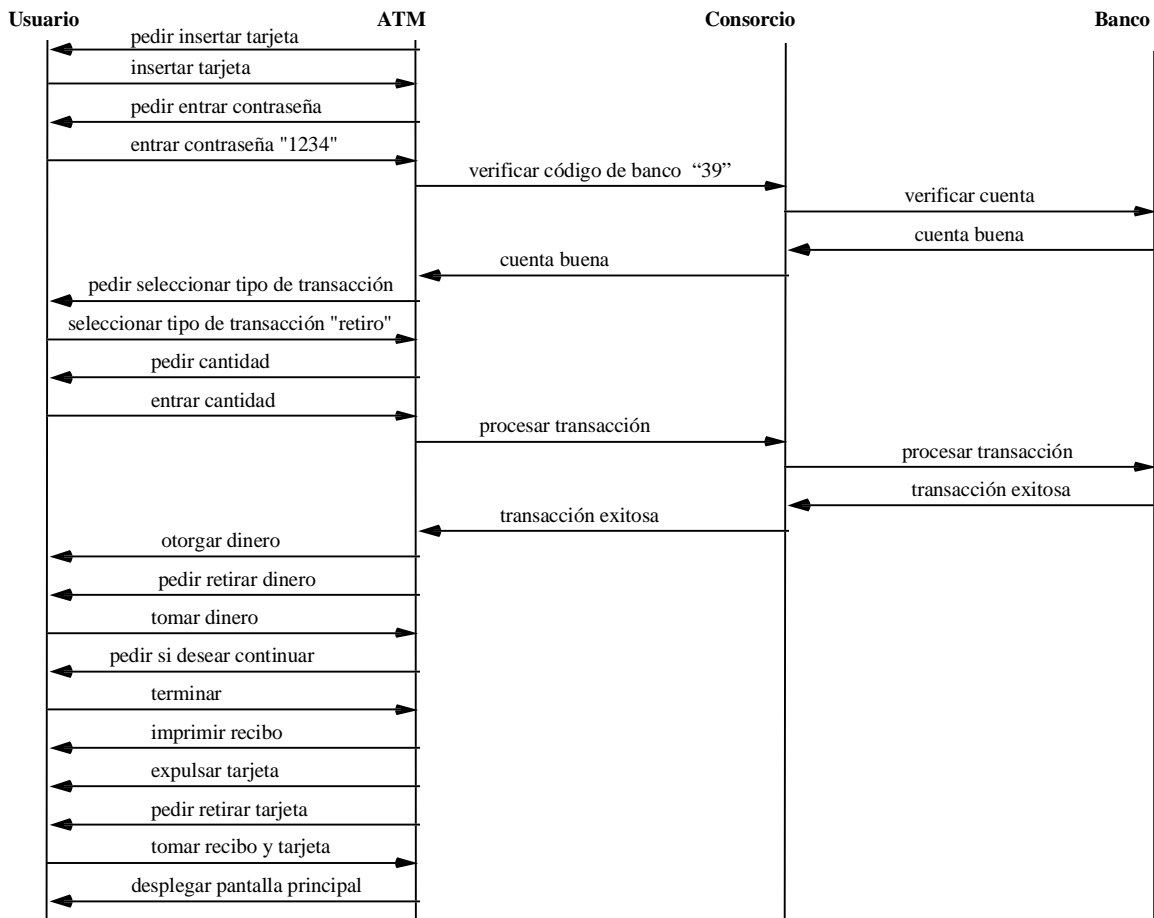 Usuario ATM Consorcio Banco
pedir insertar tarjeta
insertar tarjeta
pedir entrar contraseña
entrar contraseña "1234"
verificar código de banco “39”
verificar cuenta
cuenta buena
cuenta buena
pedir seleccionar tipo de transacción
seleccionar tipo de transacción "retiro"
pedir cantidad
entrar cantidad
procesar transacción
procesar transacción
transacción exitosa
transacción exitosa
otorgar dinero
pedir retirar dinero
tomar dinero
pedir si desear continuar
terminar
imprimir recibo
expulsar tarjeta
pedir retirar tarjeta
tomar recibo y tarjeta
desplegar pantalla principal